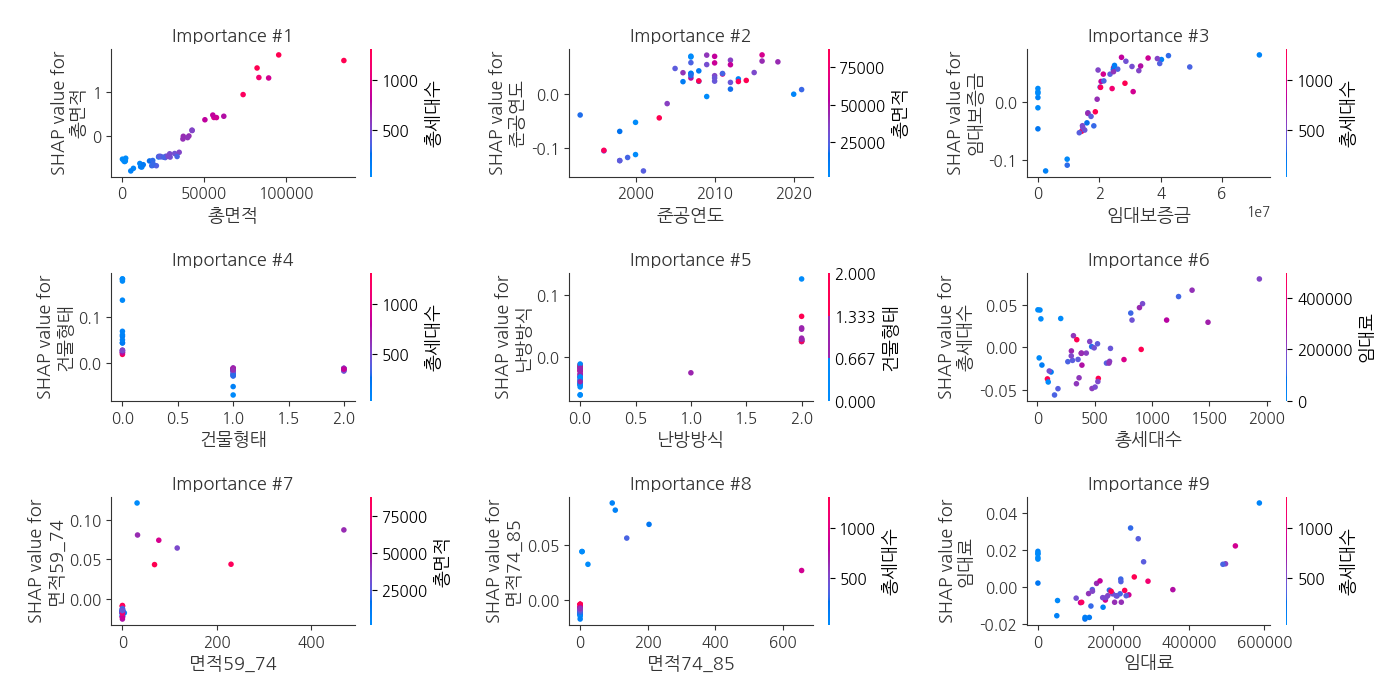 Importance #1
SHAP value for
총면적
1
0
0
50000
100000
총면적
1000
500
총세대수
Importance #2
SHAP value for
준공연도
0.0
-0.1
2000
2010
2020
준공연도
75000
50000
25000
총면적
Importance #3
SHAP value for
임대보증금
0.0
-0.1
0
2
4
6
1e7
임대보증금
1000
500
총세대수
Importance #4
SHAP value for
건물형태
0.1
0.0
0.0
0.5
1.0
1.5
2.0
건물형태
1000
500
총세대수
Importance #5
SHAP value for
난방방식
0.1
0.0
0.0
0.5
1.0
1.5
2.0
난방방식
2.000
1.333
0.667
0.000
건물형태
Importance #6
SHAP value for
총세대수
0.05
0.00
-0.05
0
500
1000
1500
2000
총세대수
400000
200000
0
임대료
Importance #7
SHAP value for
면적59_74
0.10
0.05
0.00
0
200
400
면적59_74
75000
50000
25000
총면적
Importance #8
SHAP value for
면적74_85
0.05
0.00
0
200
400
600
면적74_85
1000
500
총세대수
Importance #9
SHAP value for
임대료
0.04
0.02
0.00
-0.02
0
200000
400000
600000
임대료
1000
500
총세대수